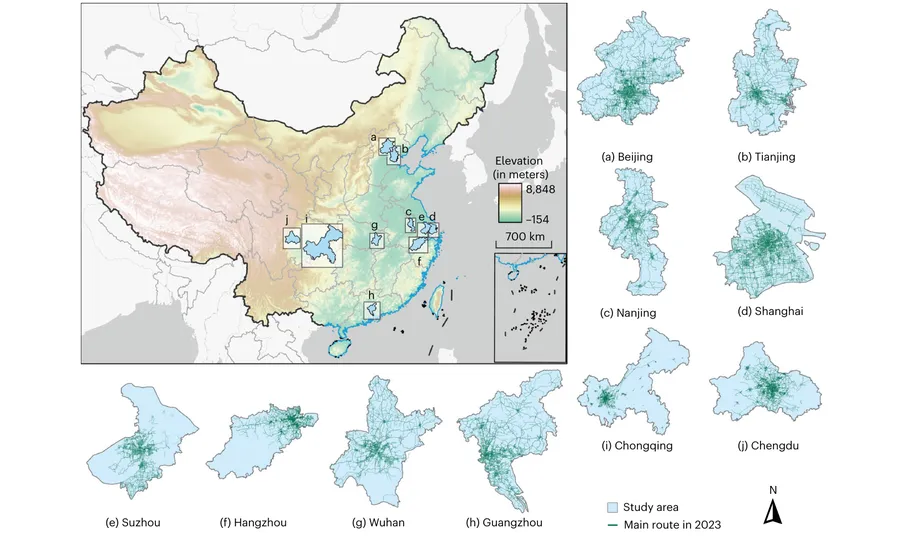 a
b
Elevation
(in meters)
8,848
–154
700 km
c
e d
j
i
g
f
h
(a) Beijing
(b) Tianjing
(c) Nanjing
(d) Shanghai
(i) Chongqing
(j) Chengdu
(e) Suzhou
(f) Hangzhou
(g) Wuhan
(h) Guangzhou
N
Study area
Main route in 2023